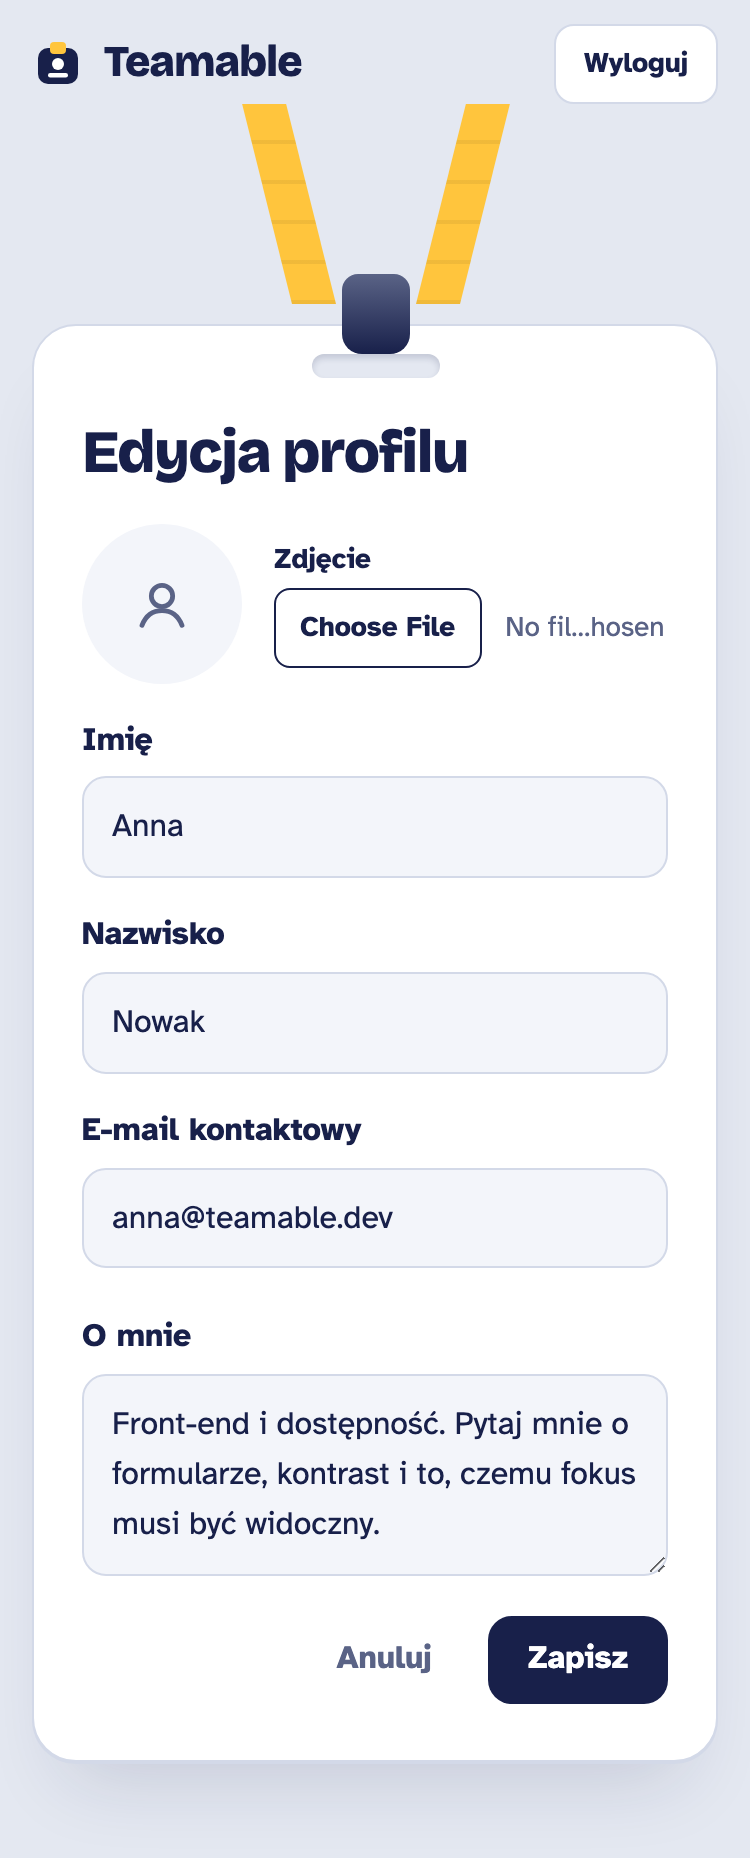 Teamable
Wyloguj
Edycja profilu
Zdjęcie
Choose File
No fil...hosen
Imię
Anna
Nazwisko
Nowak
E-mail kontaktowy
anna@teamable.dev
O mnie
Front-end i dostępność. Pytaj mnie o
formularze, kontrast i to, czemu fokus
musi być widoczny.
Anuluj
Zapisz